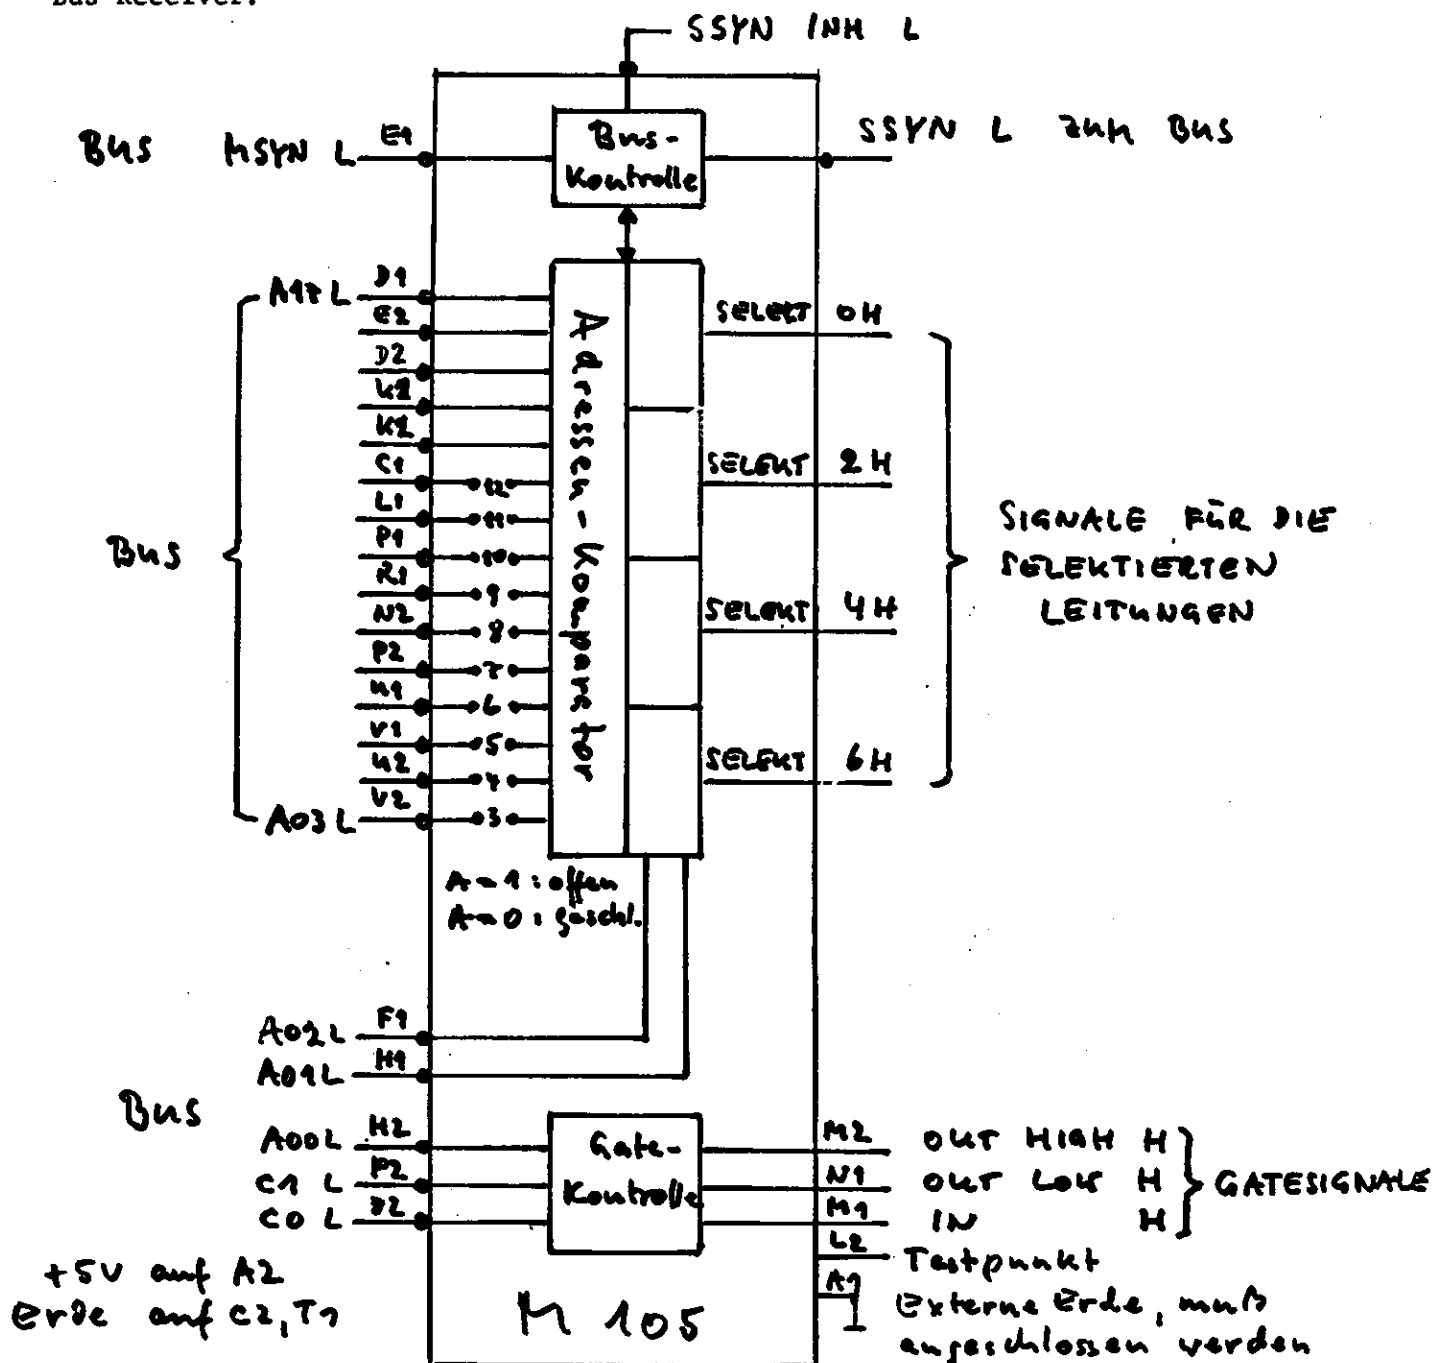 Bus Receiver.
SSYN INH L
BUS MSYN L E1
Bus-
Kontrolle
SSYN L ZUM BUS
A17 L D1
E2
D2
K2
C1
L1
P1
R1
N2
P2
U1
V1
U2
A03 L V2
12
11
10
9
8
7
6
5
4
3
BUS
Adressen-Komparator
SELEKT 0 H
SELEKT 2 H
SELEKT 4 H
SELEKT 6 H
SIGNALE FÜR DIE
SELEKTIERTEN
LEITUNGEN
A=1: offen
A=0: geschl.
A02 L F1
A01 L H1
BUS
A00 L H2
C1 L F2
C0 L J2
Gate-
Kontrolle
M2 OUT HIGH H
N1 OUT LOW H
M1 IN H
GATESIGNALE
L2 Testpunkt
A1 Externe Erde, muß
angeschlossen werden
+5V auf A2
Erde auf C2, T1
M 105